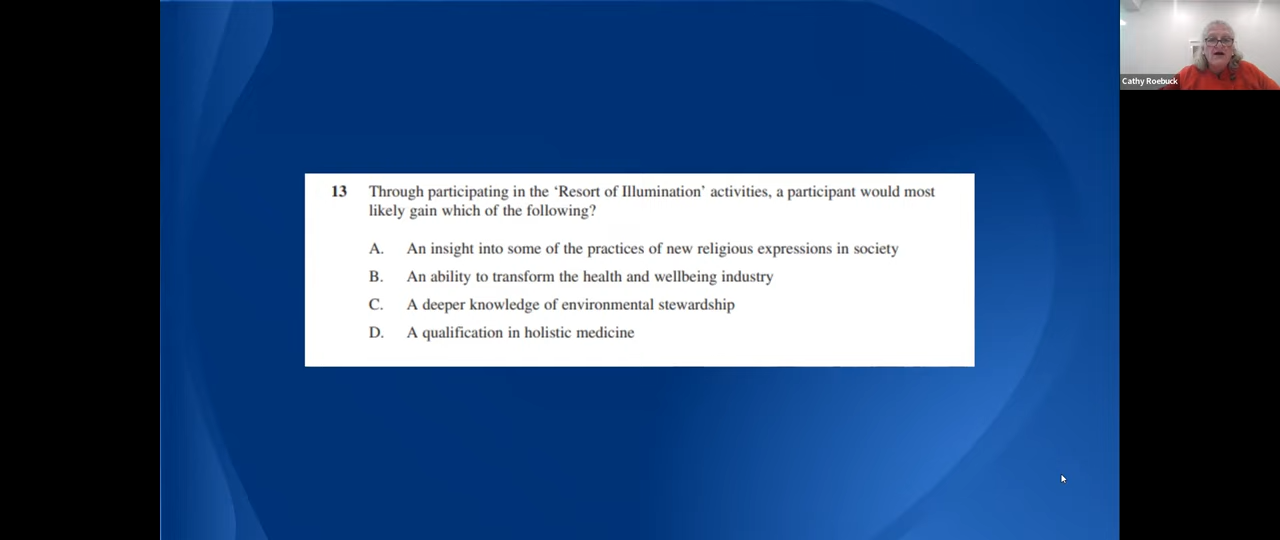 13 Through participating in the ‘Resort of Illumination’ activities, a participant would most
likely gain which of the following?
A. An insight into some of the practices of new religious expressions in society
B. An ability to transform the health and wellbeing industry
C. A deeper knowledge of environmental stewardship
D. A qualification in holistic medicine
Cathy Roebuck